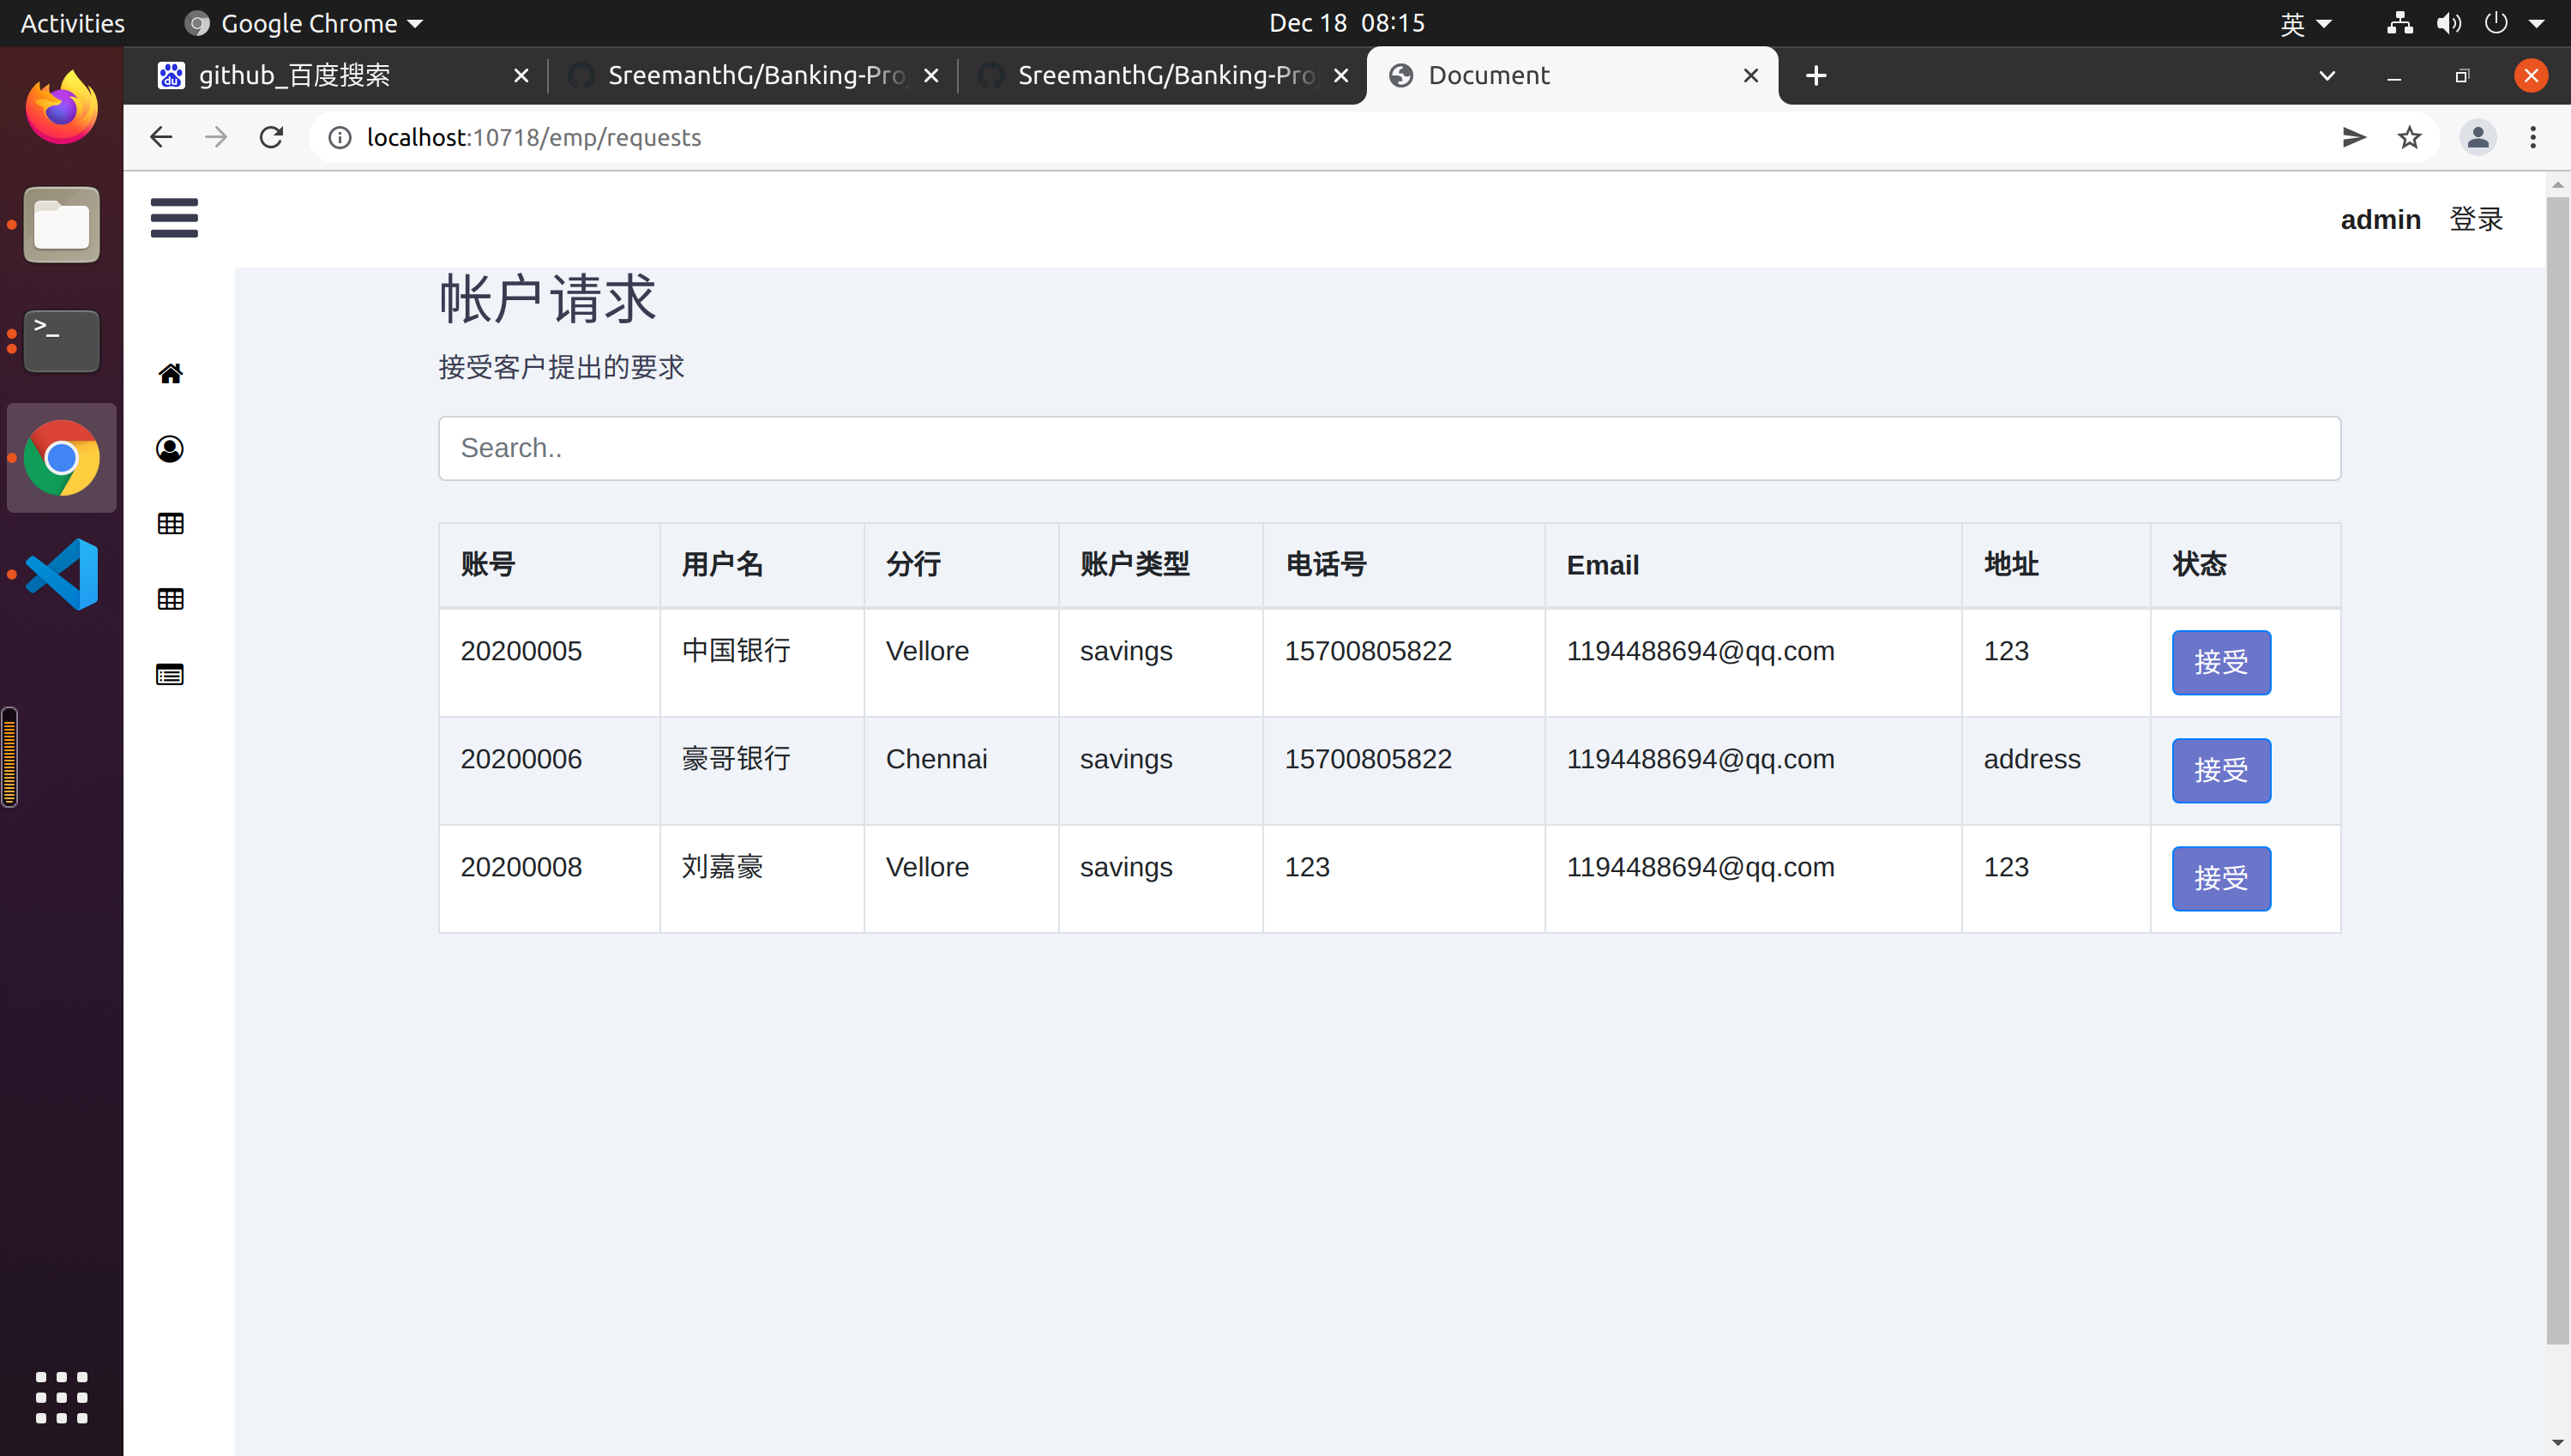 Activities
Google Chrome
Dec 18 08:15
英
github_百度搜索
SreemanthG/Banking-Pro
SreemanthG/Banking-Pro
Document
localhost:10718/emp/requests
admin 登录
帐户请求
接受客户提出的要求
Search..
账号 用户名 分行 账户类型 电话号 Email 地址 状态
20200005 中国银行 Vellore savings 15700805822 1194488694@qq.com 123 接受
20200006 豪哥银行 Chennai savings 15700805822 1194488694@qq.com address 接受
20200008 刘嘉豪 Vellore savings 123 1194488694@qq.com 123 接受